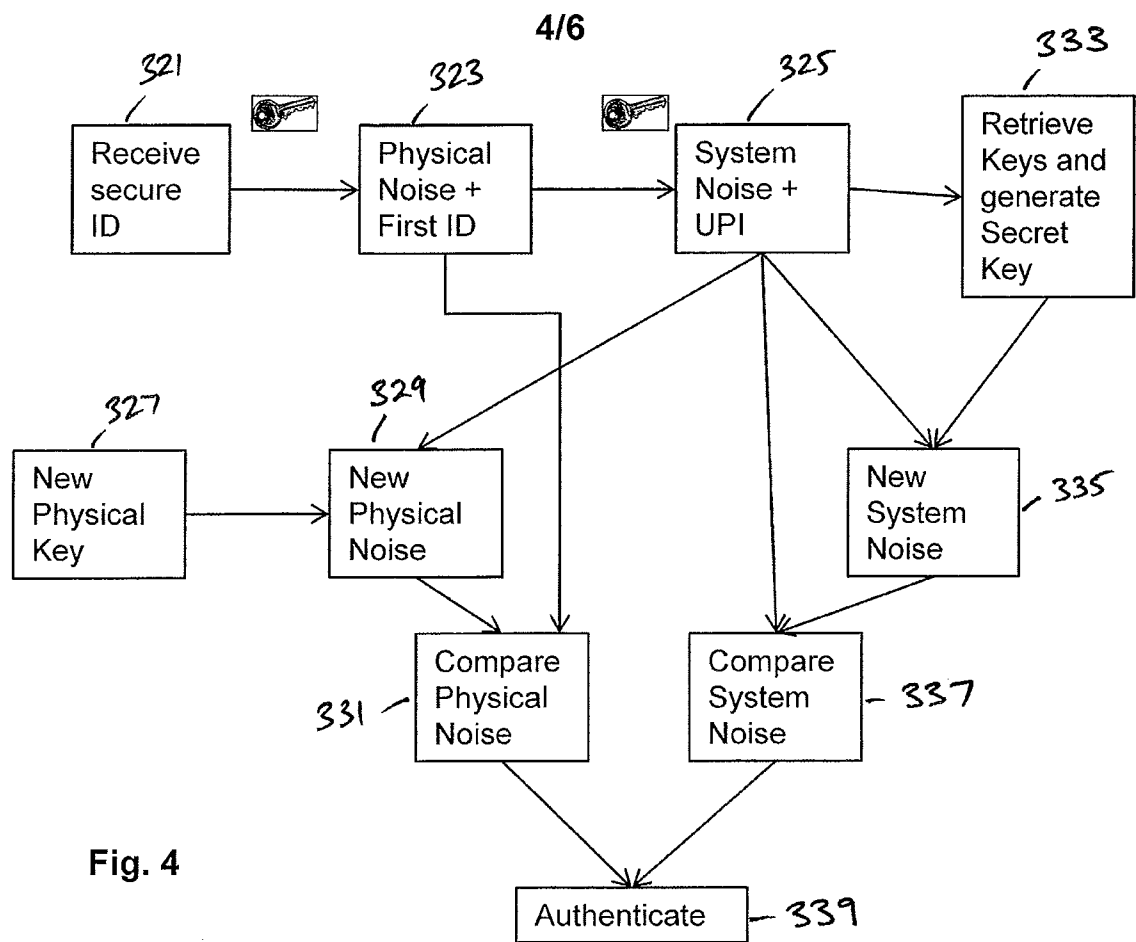 4/6
321
323
325
333
Receive
secure
ID
Physical
Noise +
First ID
System
Noise +
UPI
Retrieve
Keys and
generate
Secret
Key
327
329
New
Physical
Key
New
Physical
Noise
New
System
Noise
335
Compare
Physical
Noise
331
Compare
System
Noise
337
Fig. 4
Authenticate
339